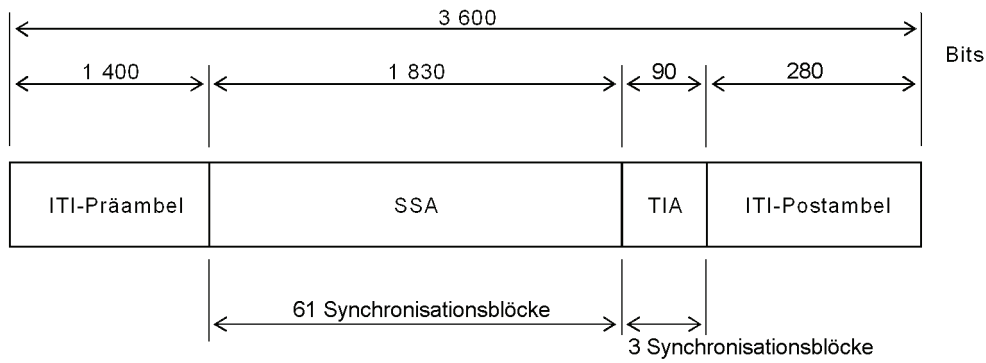 3 600
Bits
1 400 1 830 90 280
ITI-Präambel SSA TIA ITI-Postambel
61 Synchronisationsblöcke
3 Synchronisationsblöcke